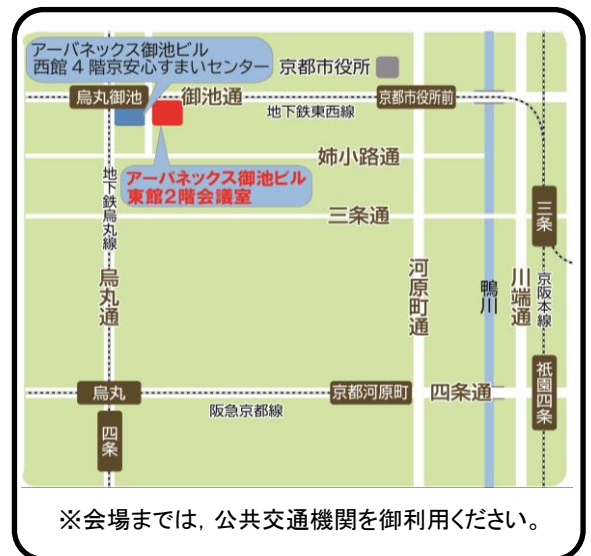 アーバネックス御池ビル
西館4階京安心すまいセンター
京都市役所
烏丸御池
御池通
京都市役所前
地下鉄東西線
姉小路通
アーバネックス御池ビル
東館2階会議室
地下鉄烏丸線
三条通
三条
烏丸通
河原町通
鴨川
川端通
京阪本線
烏丸
京都河原町
四条通
祇園四条
阪急京都線
四条
※会場までは，公共交通機関を御利用ください。